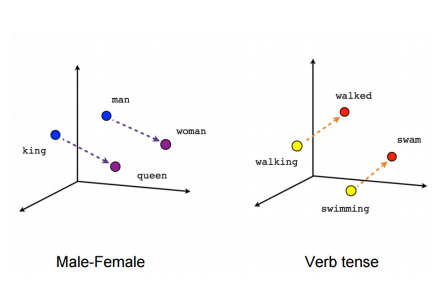 man
woman
king
queen
Male-Female
walked
swam
walking
swimming
Verb tense